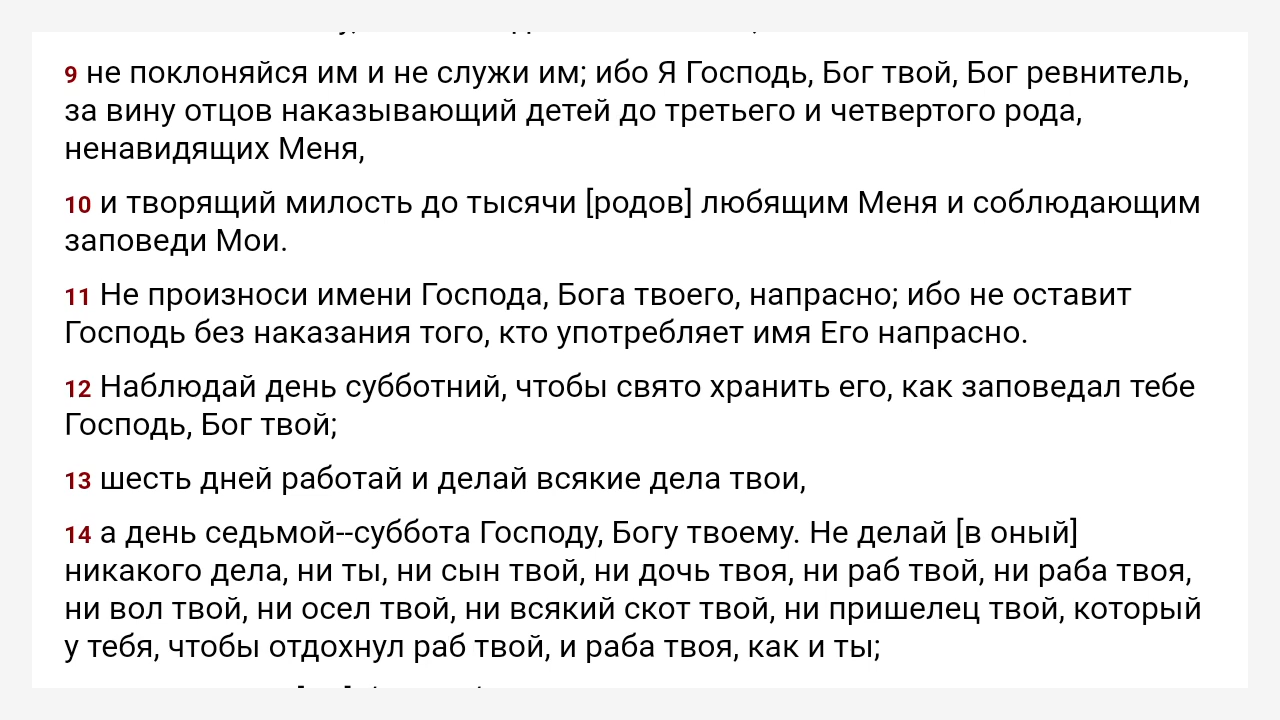 9 не поклоняйся им и не служи им; ибо Я Господь, Бог твой, Бог ревнитель,
за вину отцов наказывающий детей до третьего и четвертого рода,
ненавидящих Меня,
10 и творящий милость до тысячи [родов] любящим Меня и соблюдающим
заповеди Мои.
11 Не произноси имени Господа, Бога твоего, напрасно; ибо не оставит
Господь без наказания того, кто употребляет имя Его напрасно.
12 Наблюдай день субботний, чтобы свято хранить его, как заповедал тебе
Господь, Бог твой;
13 шесть дней работай и делай всякие дела твои,
14 а день седьмой--суббота Господу, Богу твоему. Не делай [в оный]
никакого дела, ни ты, ни сын твой, ни дочь твоя, ни раб твой, ни раба твоя,
ни вол твой, ни осел твой, ни всякий скот твой, ни пришелец твой, который
у тебя, чтобы отдохнул раб твой, и раба твоя, как и ты;